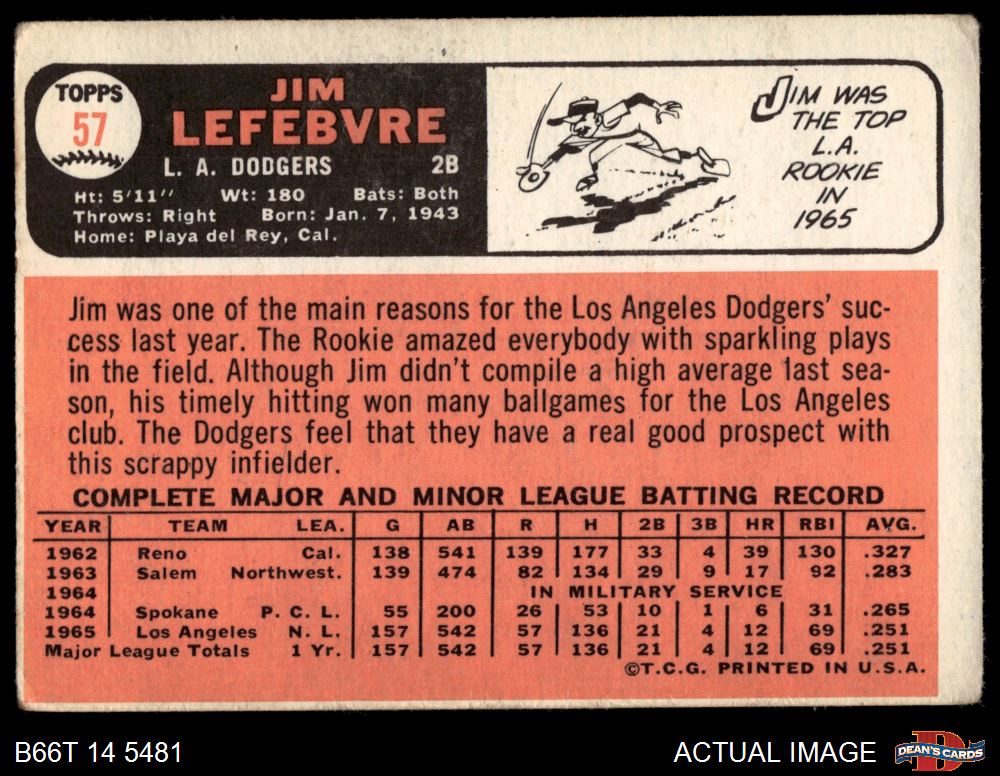 TOPPS
57
JIM
LEFEBVRE
L. A. DODGERS 2B
Ht: 5'11" Wt: 180 Bats: Both
Throws: Right Born: Jan. 7, 1943
Home: Playa del Rey, Cal.
JIM WAS
THE TOP
L.A.
ROOKIE
IN
1965
Jim was one of the main reasons for the Los Angeles Dodgers' suc-
cess last year. The Rookie amazed everybody with sparkling plays
in the field. Although Jim didn't compile a high average last sea-
son, his timely hitting won many ballgames for the Los Angeles
club. The Dodgers feel that they have a real good prospect with
this scrappy infielder.
COMPLETE MAJOR AND MINOR LEAGUE BATTING RECORD
YEAR TEAM LEA. G AB R H 2B 3B HR RBI AVG.
1962 Reno Cal. 138 541 139 177 33 4 39 130 .327
1963 Salem Northwest. 139 474 82 134 29 9 17 92 .283
1964 IN MILITARY SERVICE
1964 Spokane P. C. L. 55 200 26 53 10 1 6 31 .265
1965 Los Angeles N. L. 157 542 57 136 21 4 12 69 .251
Major League Totals 1 Yr. 157 542 57 136 21 4 12 69 .251
©T.C.G. PRINTED IN U.S.A.
B66T 14 5481 ACTUAL IMAGE DEAN'S CARDS